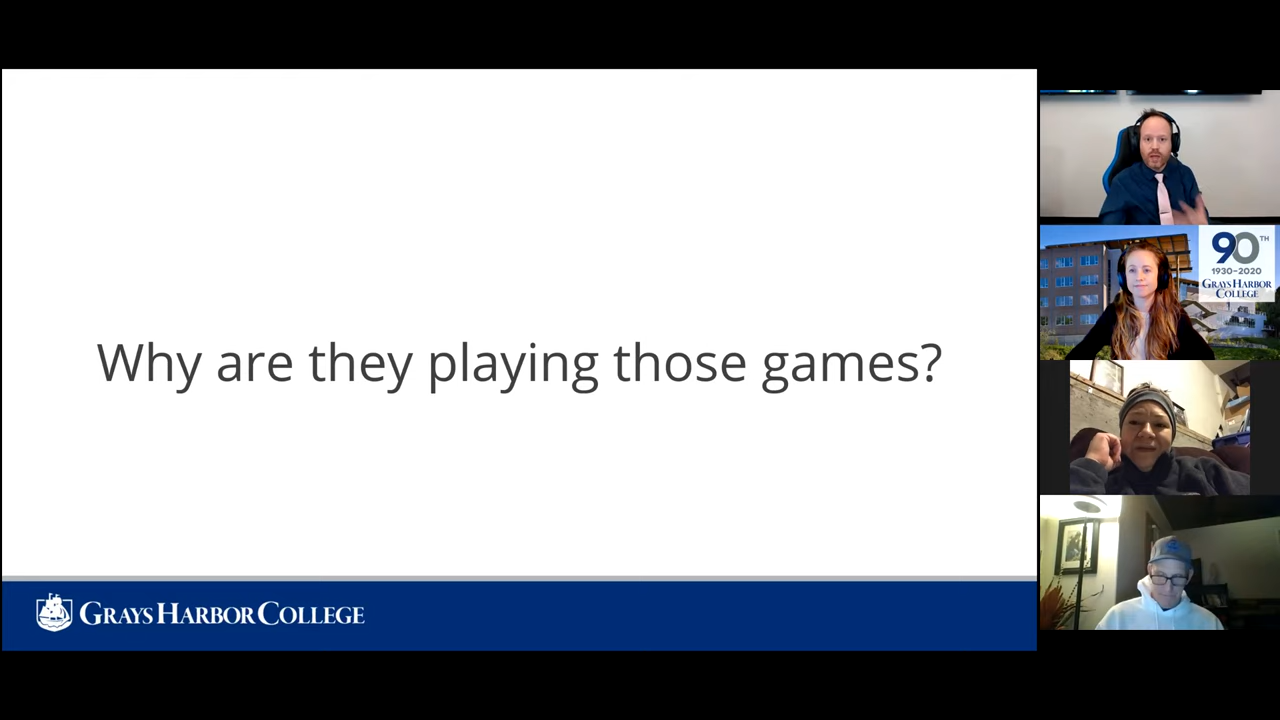 Why are they playing those games?
GRAYS HARBOR COLLEGE
90TH
1930-2020
GRAYS HARBOR
COLLEGE